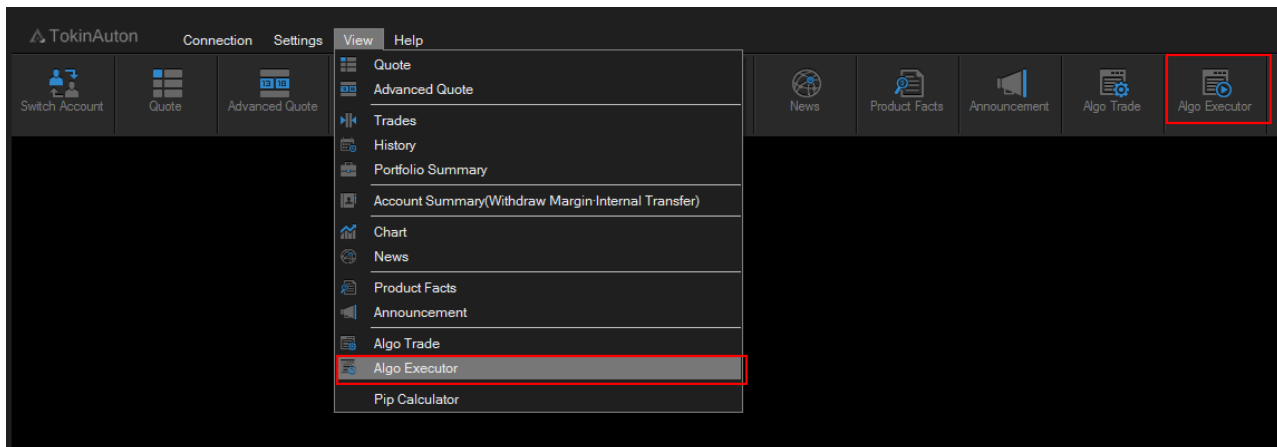 TokinAuton
Connection Settings View Help
Switch Account
Quote
Advanced Quote
News
Product Facts
Announcement
Algo Trade
Algo Executor
Quote
Advanced Quote
Trades
History
Portfolio Summary
Account Summary(Withdraw Margin·Internal Transfer)
Chart
News
Product Facts
Announcement
Algo Trade
Algo Executor
Pip Calculator